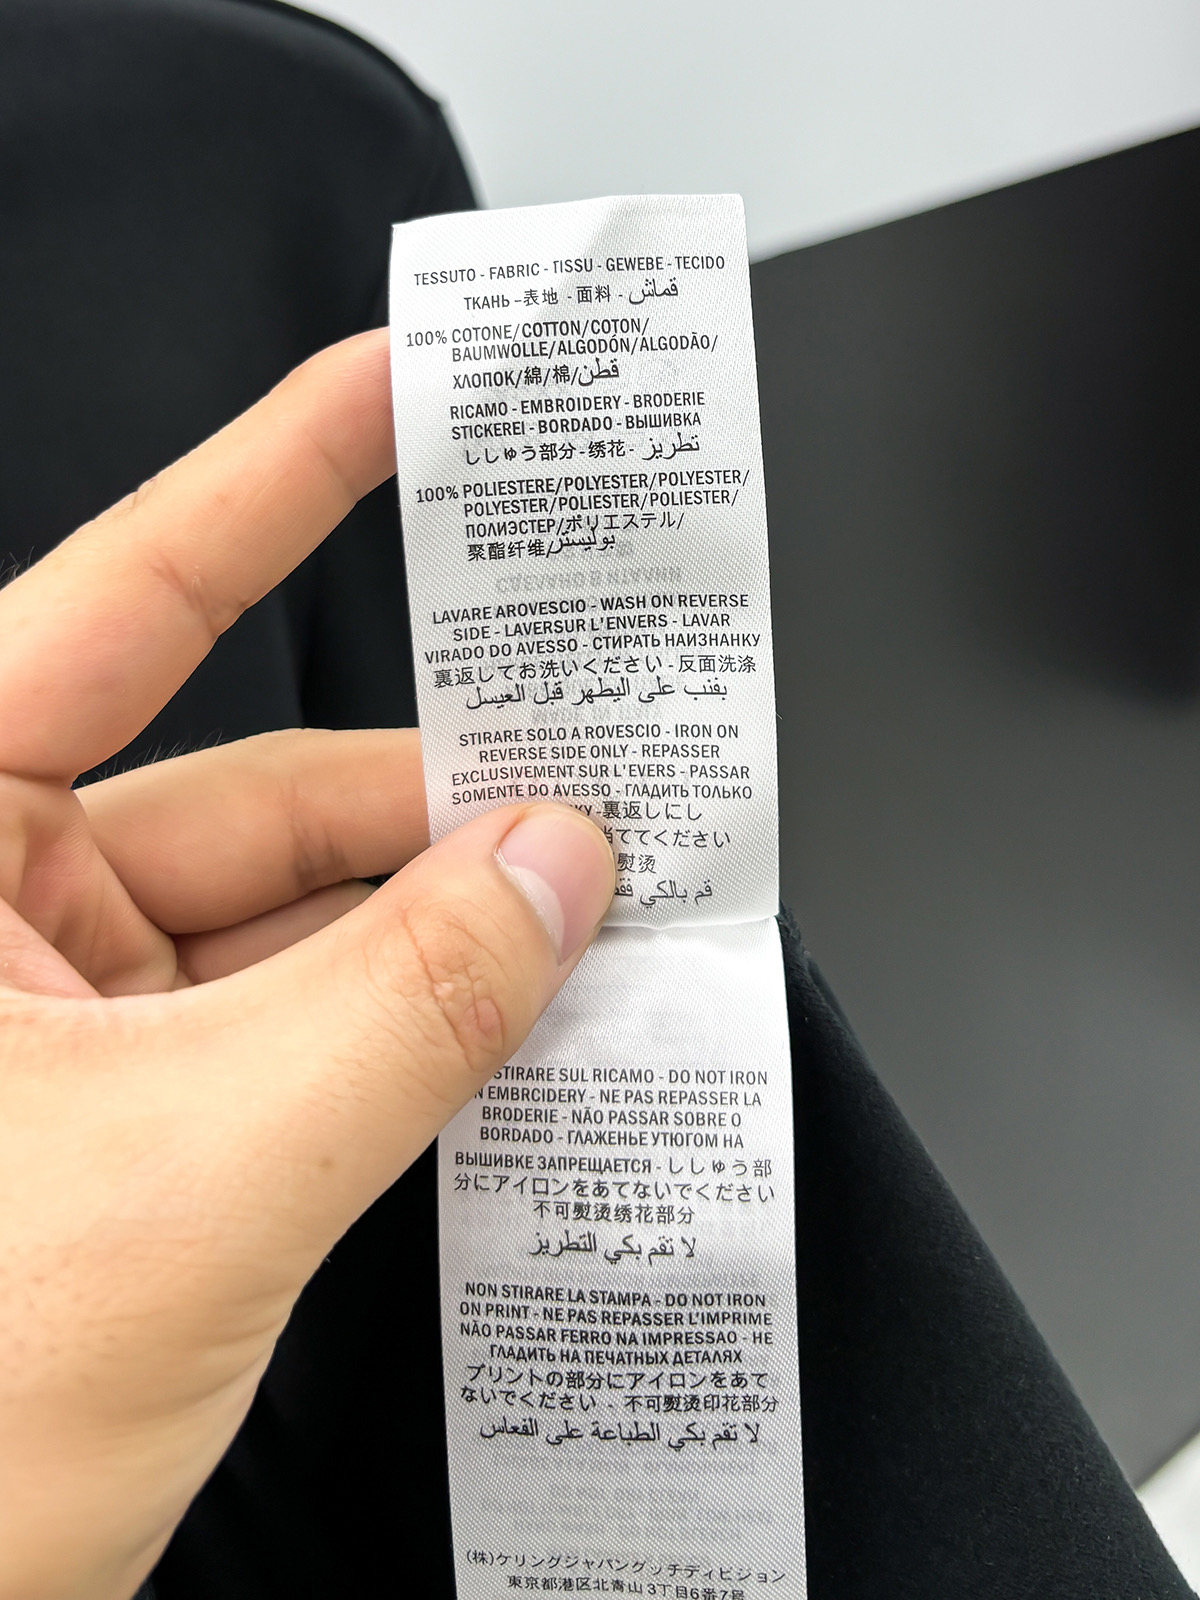 TESSUTO - FABRIC - TISSU - GEWEBE - TECIDO
ТКАНЬ - 表地 - 面料 - قماش
100% COTONE/COTTON/COTON/
BAUMWOLLE/ALGODÓN/ALGODÃO/
ХЛОПОК/綿/棉/قطن
RICAMO - EMBROIDERY - BRODERIE
STICKEREI - BORDADO - ВЫШИВКА
ししゅう部分 - 绣花 - تطريز
100% POLIESTERE/POLYESTER/POLYESTER/
POLYESTER/POLIESTER/POLIESTER/
ПОЛИЭСТЕР/ポリエステル/
聚酯纤维/بوليستر
СДЕЛАНО В ИТАЛИИ
LAVARE AROVESCIO - WASH ON REVERSE
SIDE - LAVERSUR L'ENVERS - LAVAR
VIRADO DO AVESSO - СТИРАТЬ НАИЗНАНКУ
裏返してお洗いください - 反面洗涤
يقنب على اليطهر قبل العيسل
STIRARE SOLO A ROVESCIO - IRON ON
REVERSE SIDE ONLY - REPASSER
EXCLUSIVEMENT SUR L'EVERS - PASSAR
SOMENTE DO AVESSO - ГЛАДИТЬ ТОЛЬКО
КУ - 裏返しにし
当ててください
熨烫
قم بالكي
STIRARE SUL RICAMO - DO NOT IRON
N EMBRCIDERY - NE PAS REPASSER LA
BRODERIE - NÃO PASSAR SOBRE O
BORDADO - ГЛАЖЕНЬЕ УТЮГОМ НА
ВЫШИВКЕ ЗАПРЕЩАЕТСЯ - ししゅう部
分にアイロンをあてないでください
不可熨烫绣花部分
لا تقم بكي التطريز
NON STIRARE LA STAMPA - DO NOT IRON
ON PRINT - NE PAS REPASSER L'IMPRIME
NÃO PASSAR FERRO NA IMPRESSAO - НЕ
ГЛАДИТЬ НА ПЕЧАТНЫХ ДЕТАЛЯХ
プリントの部分にアイロンをあて
ないでください - 不可熨烫印花部分
لا تقم بكي الطباعة على القعاس
(株)ケリングジャパングッチディビジョン
東京都港区北青山3丁目6番7号